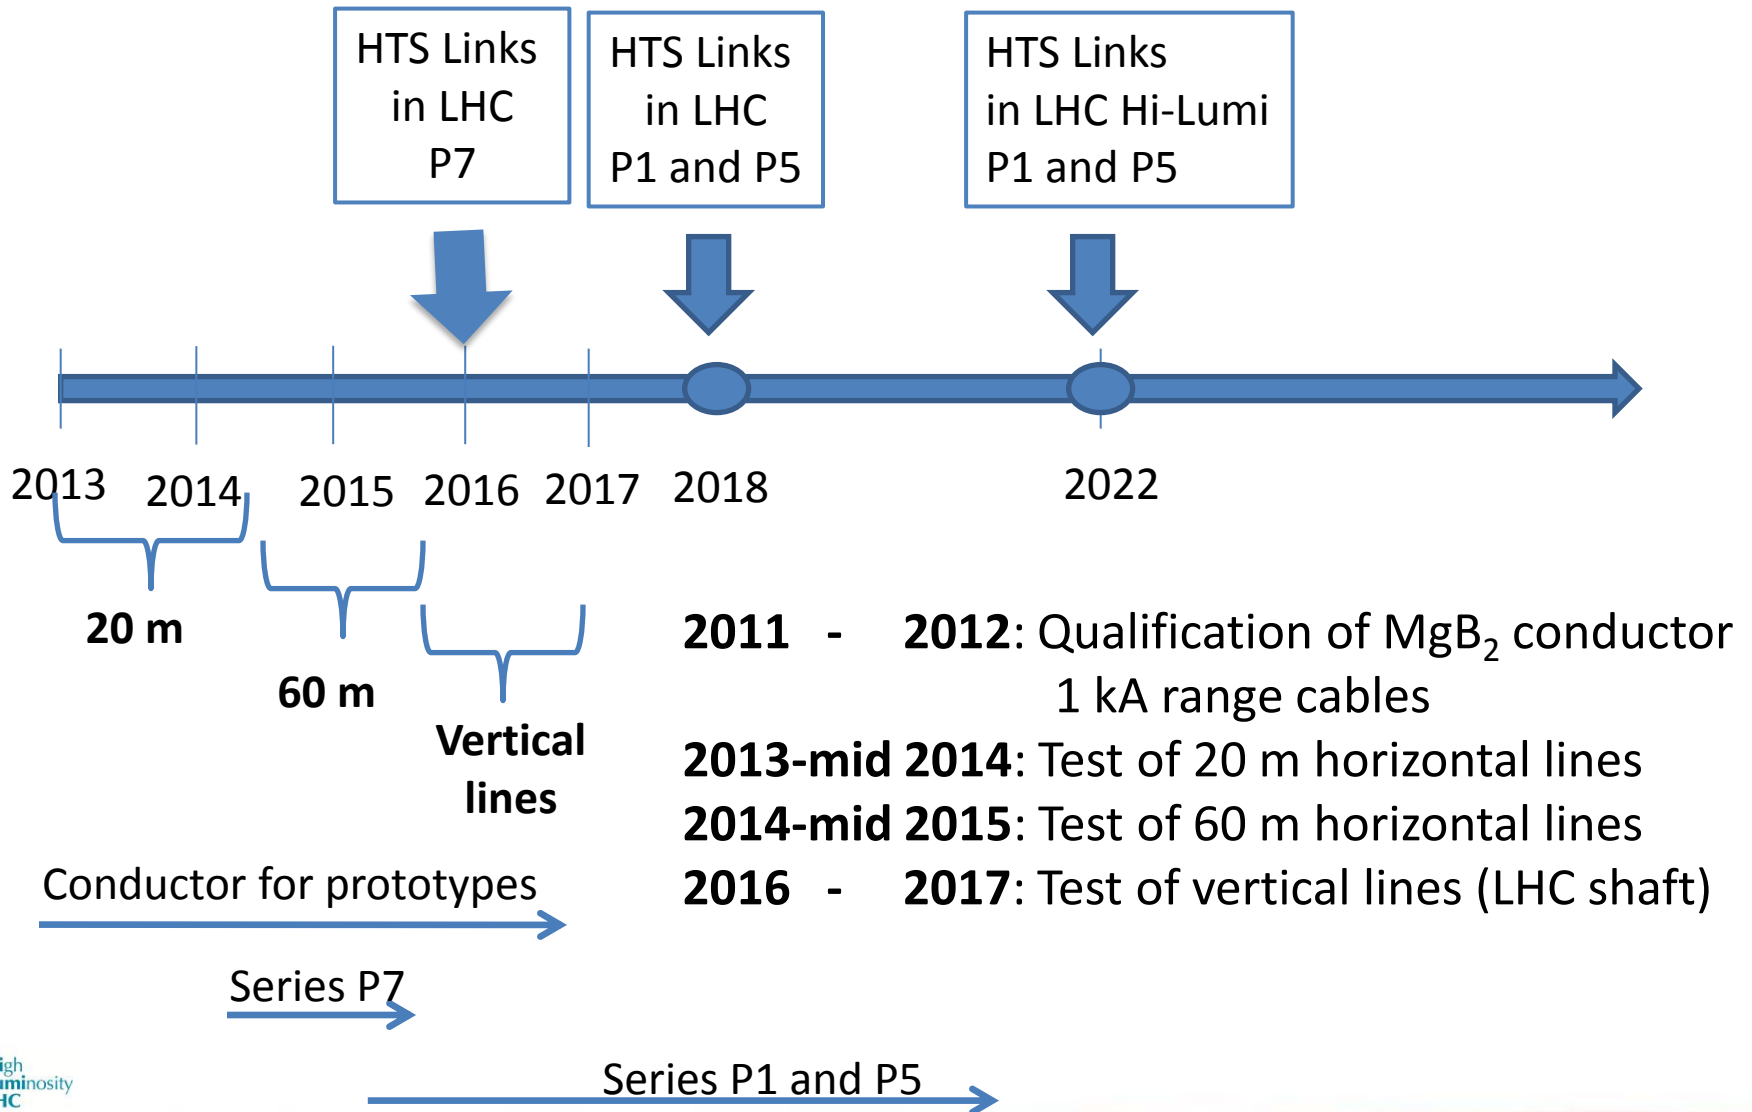 HTS Links
in LHC
P7
HTS Links
in LHC
P1 and P5
HTS Links
in LHC Hi-Lumi
P1 and P5
2013
2014
2015
2016
2017
2018
2022
20 m
60 m
Vertical
lines
2011 - 2012: Qualification of MgB₂ conductor
1 kA range cables
2013-mid 2014: Test of 20 m horizontal lines
2014-mid 2015: Test of 60 m horizontal lines
2016 - 2017: Test of vertical lines (LHC shaft)
Conductor for prototypes
Series P7
Series P1 and P5
igh
uminosity
HC